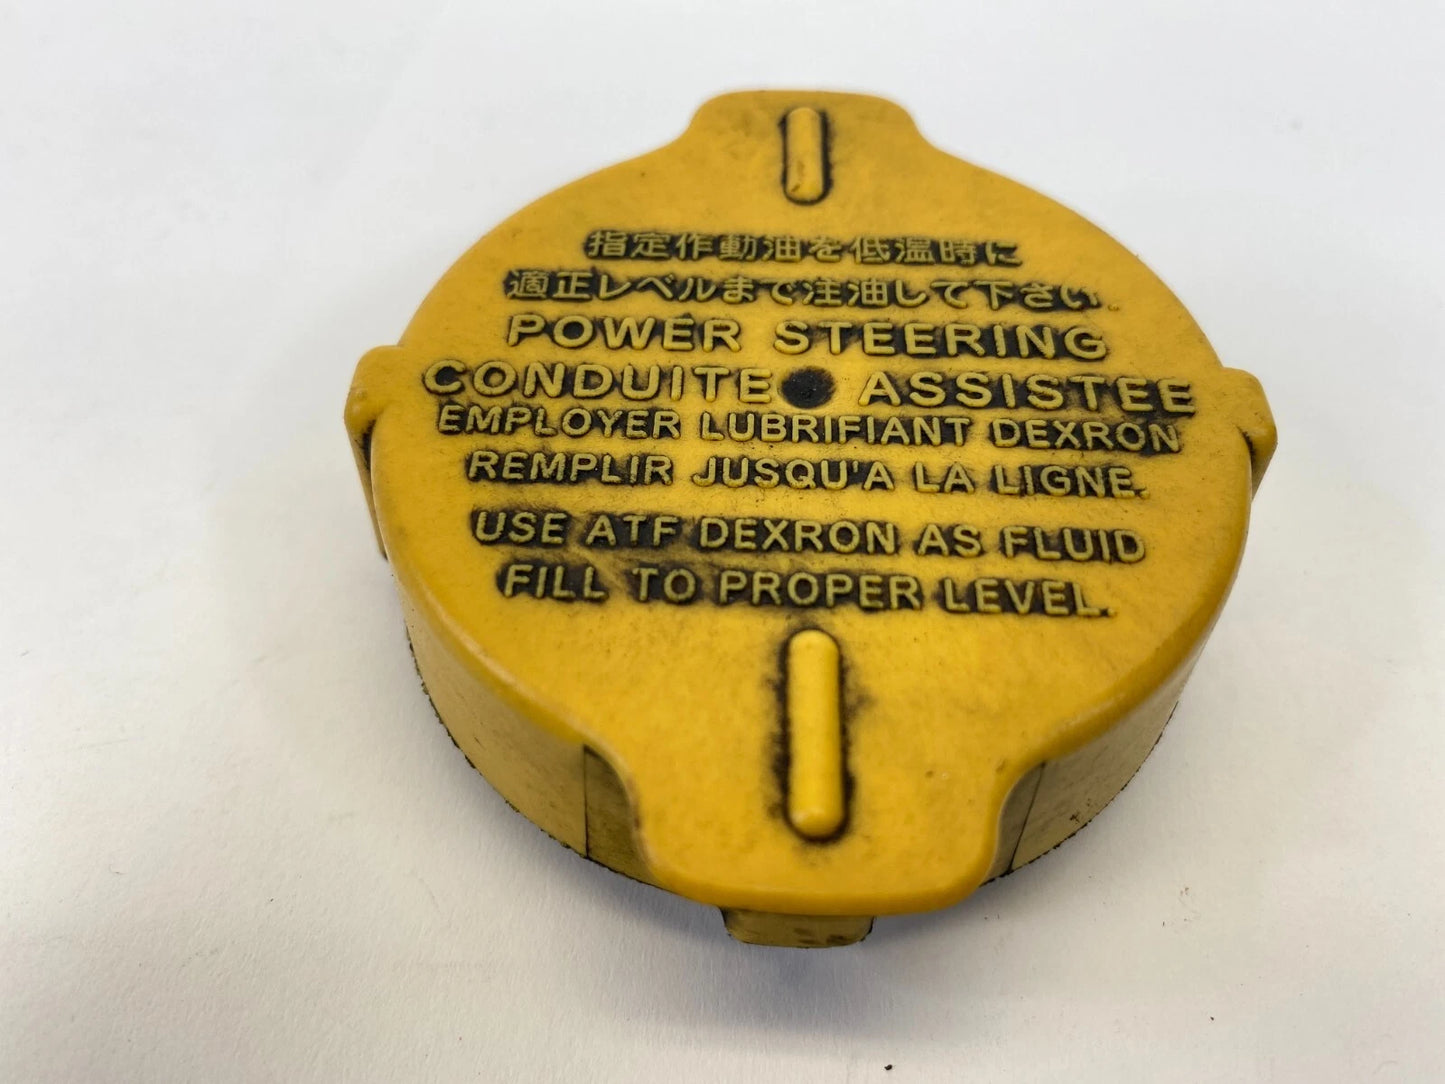 指定作動油を低温時に
適正レベルまで注油して下さい。
POWER STEERING
CONDUITE ASSISTEE
EMPLOYER LUBRIFIANT DEXRON
REMPLIR JUSQU'A LA LIGNE.
USE ATF DEXRON AS FLUID
FILL TO PROPER LEVEL.